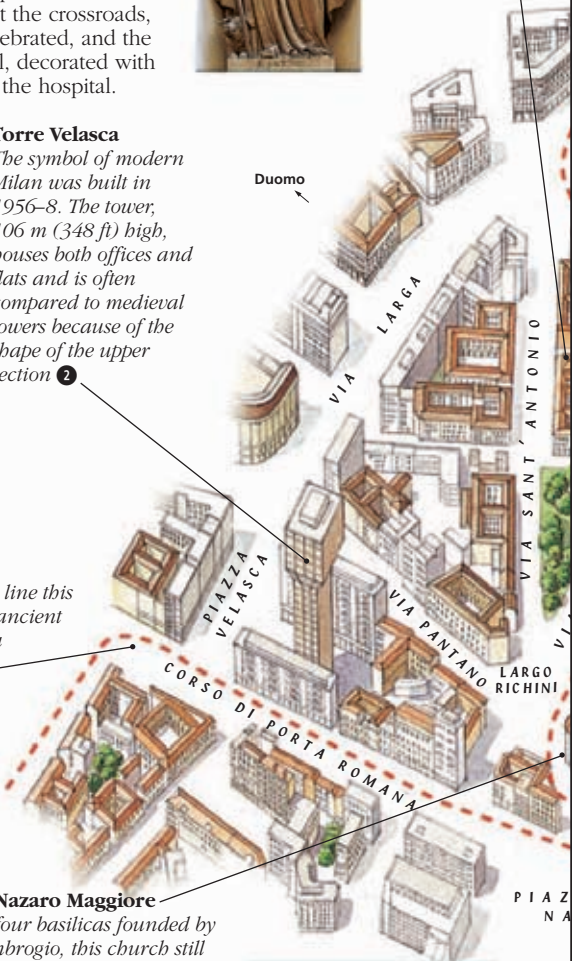 t the crossroads,
ebrated, and the
l, decorated with
the hospital.
Torre Velasca
The symbol of modern
Milan was built in
956–8. The tower,
06 m (348 ft) high,
houses both offices and
flats and is often
compared to medieval
towers because of the
shape of the upper
section 2
Duomo
VIA LARGA
VIA SANT' ANTONIO
PIAZZA
VELASCA
VIA PANTANO
LARGO
RICHINI
line this
ancient
CORSO DI PORTA ROMANA
Nazaro Maggiore
four basilicas founded by
mbrogio, this church still
PIAZ
NA